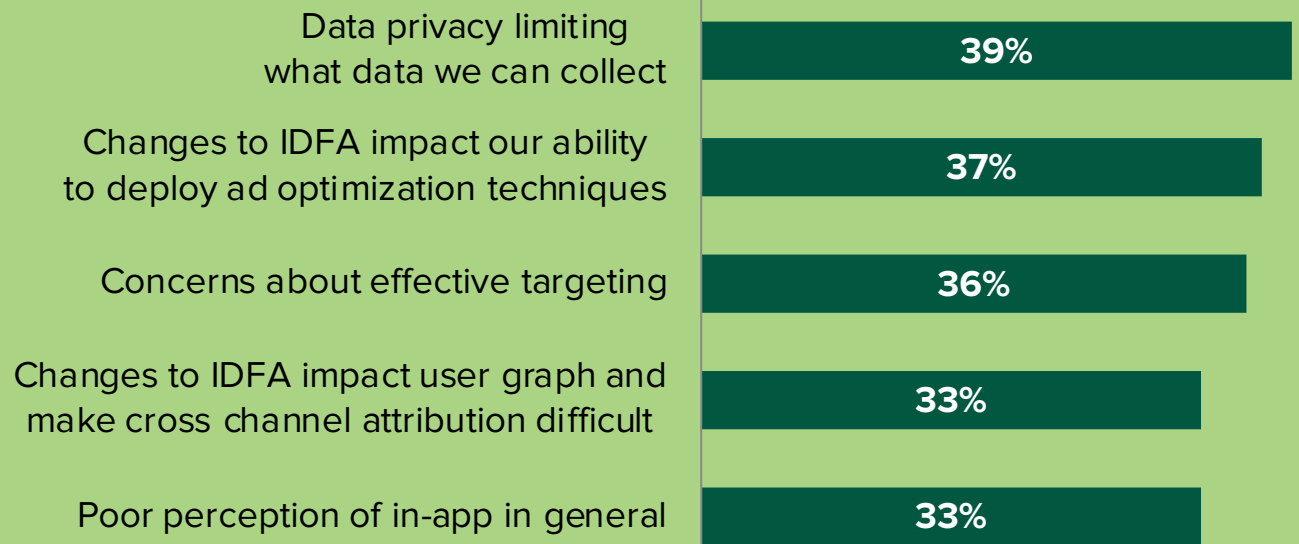 Data privacy limiting
what data we can collect
39%
Changes to IDFA impact our ability
to deploy ad optimization techniques
37%
Concerns about effective targeting
36%
Changes to IDFA impact user graph and
make cross channel attribution difficult
33%
Poor perception of in-app in general
33%